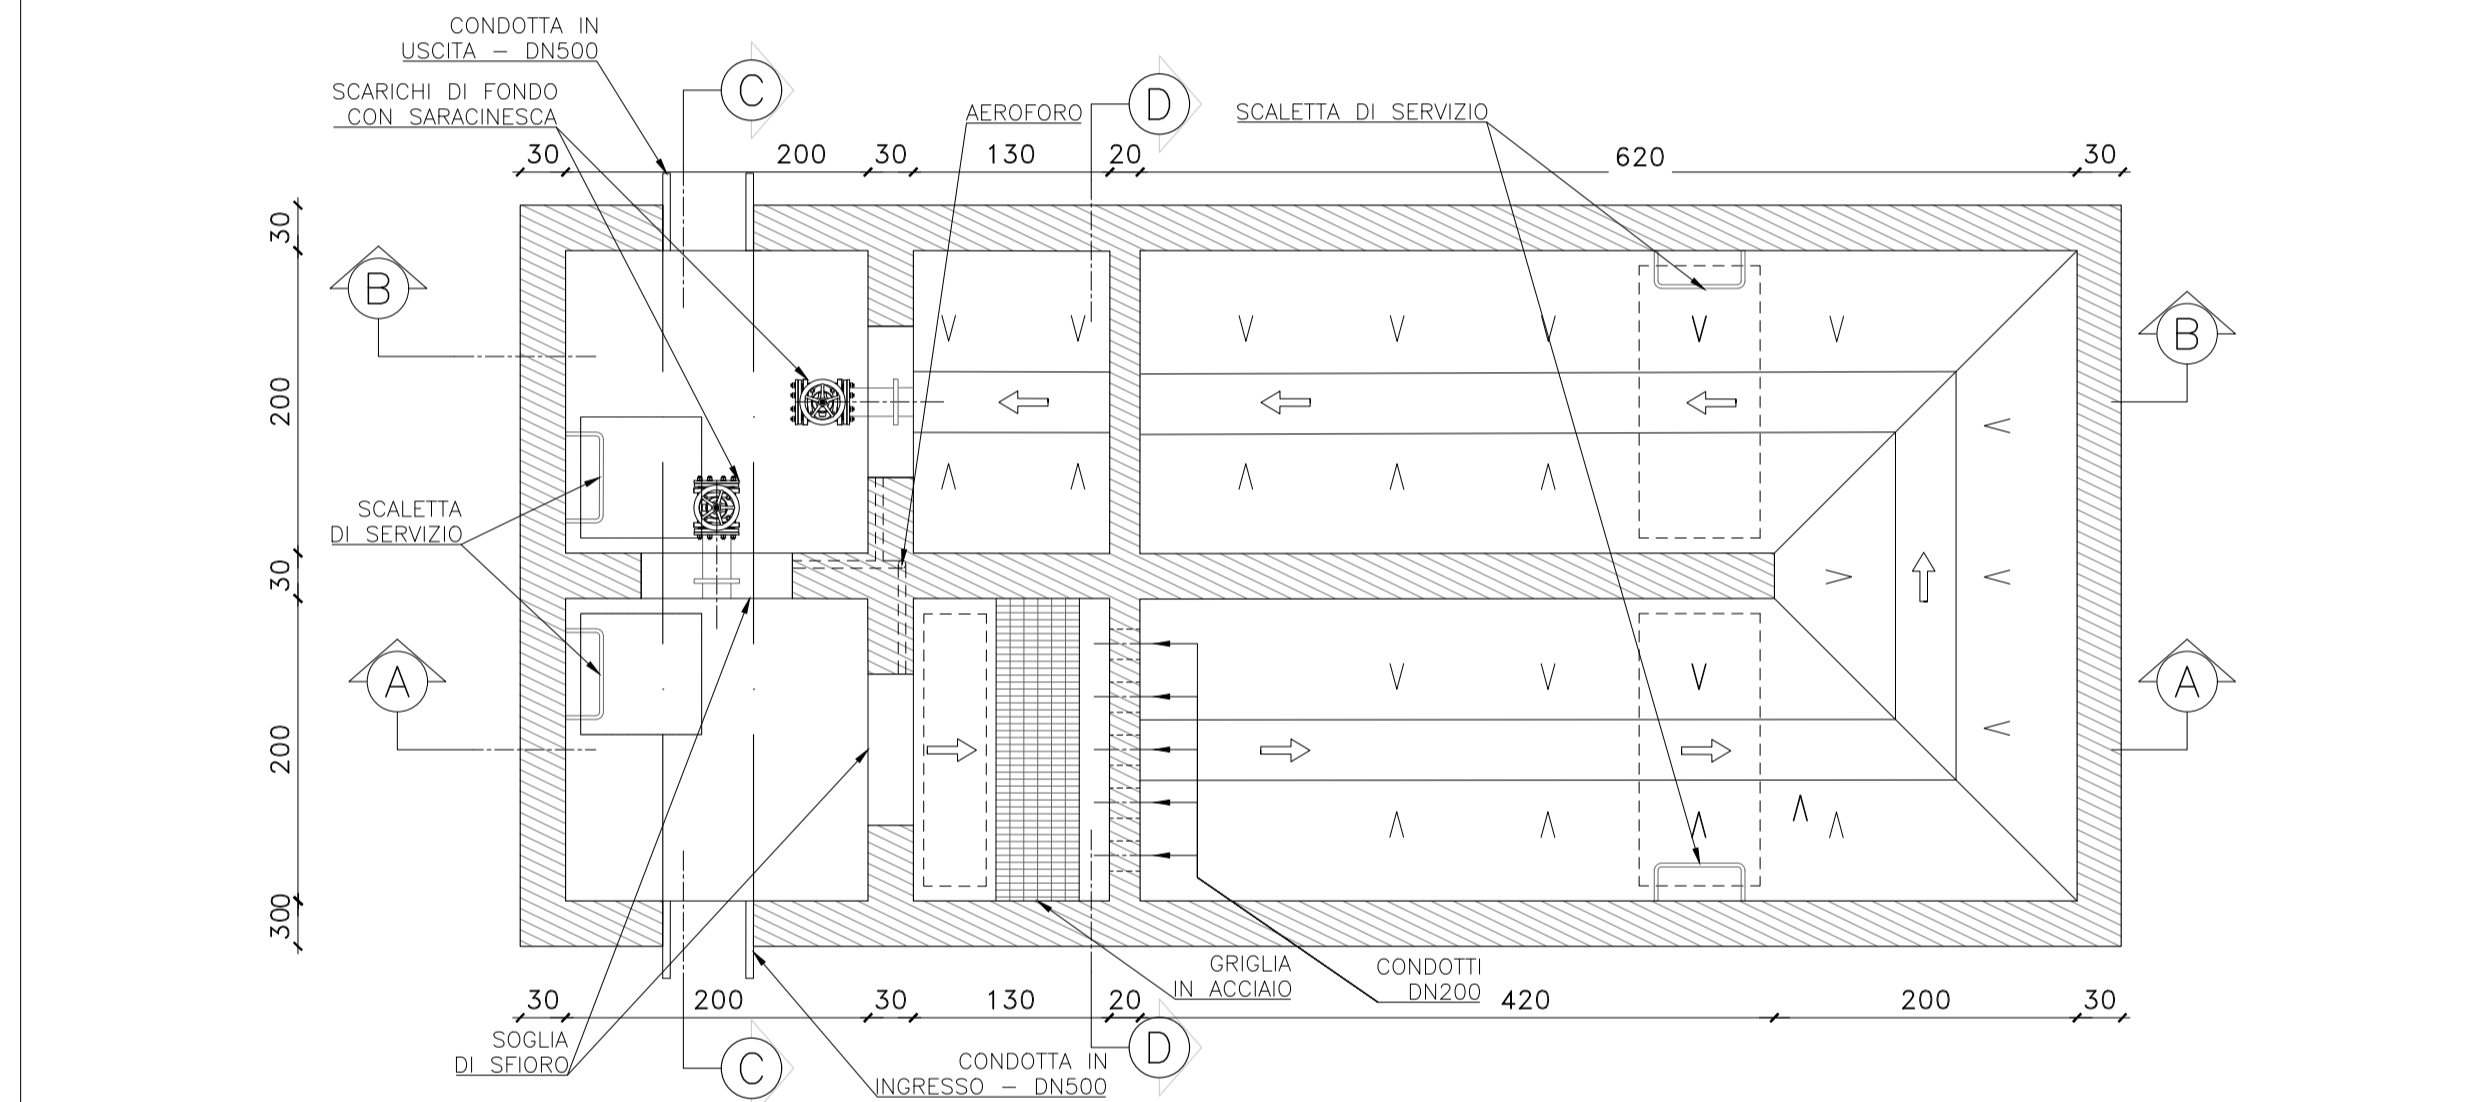 CONDOTTA IN
USCITA – DN500
SCARICHI DI FONDO
CON SARACINESCA
C
AEROFORO
D
SCALETTA DI SERVIZIO
30
200
30
130
20
620
30
30
200
30
200
300
B
B
SCALETTA
DI SERVIZIO
A
A
GRIGLIA
IN ACCIAIO
CONDOTTI
DN200
30
200
30
130
20
420
200
30
SOGLIA
DI SFIORO
C
CONDOTTA IN
INGRESSO – DN500
D